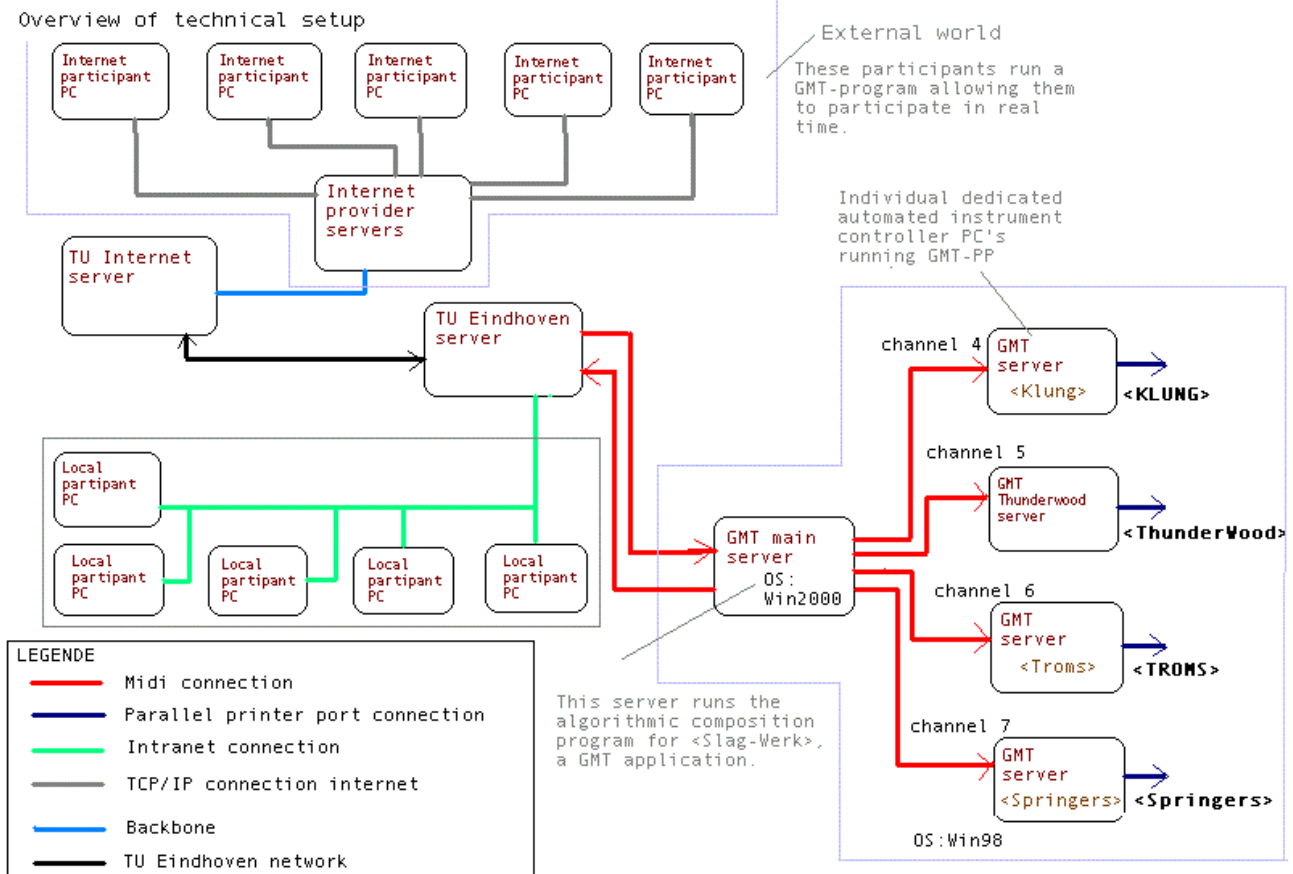 Overview of technical setup
Internet
participant
PC
Internet
participant
PC
Internet
participant
PC
Internet
participant
PC
Internet
participant
PC
External world
These participants run a
GMT-program allowing them
to participate in real
time.
Internet
provider
servers
Individual dedicated
automated instrument
controller PC's
running GMT-PP
TU Internet
server
TU Eindhoven
server
channel 4
GMT
server
<Klung>
<KLUNG>
channel 5
GMT
Thunderwood
server
<ThunderWood>
Local
partipant
PC
Local
partipant
PC
Local
partipant
PC
Local
partipant
PC
Local
partipant
PC
GMT main
server
OS:
Win2000
channel 6
GMT
server
<Troms>
<TROMS>
This server runs the
algorithmic composition
program for <Slag-Werk>,
a GMT application.
channel 7
GMT
server
<Springers>
<Springers>
OS:Win98
LEGENDE
Midi connection
Parallel printer port connection
Intranet connection
TCP/IP connection internet
Backbone
TU Eindhoven network